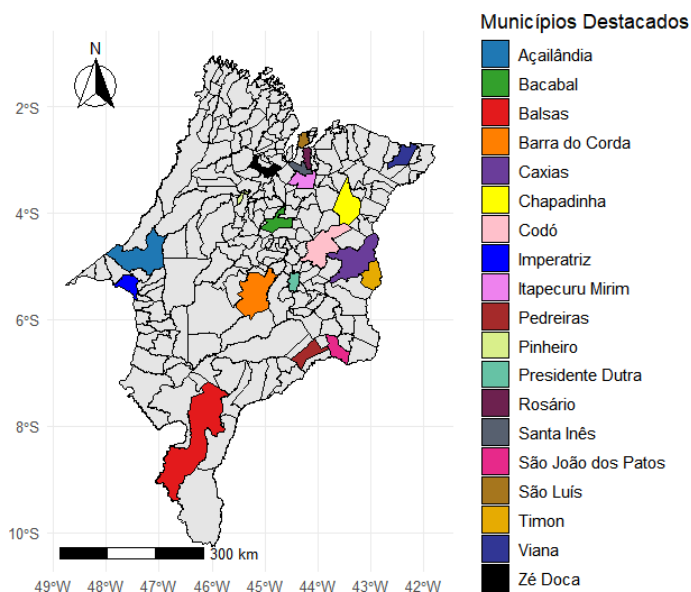 Municípios Destacados
Açailândia
Bacabal
Balsas
Barra do Corda
Caxias
Chapadinha
Codó
Imperatriz
Itapecuru Mirim
Pedreiras
Pinheiro
Presidente Dutra
Rosário
Santa Inês
São João dos Patos
São Luís
Timon
Viana
Zé Doca
N
2°S
4°S
6°S
8°S
10°S
300 km
49°W 48°W 47°W 46°W 45°W 44°W 43°W 42°W